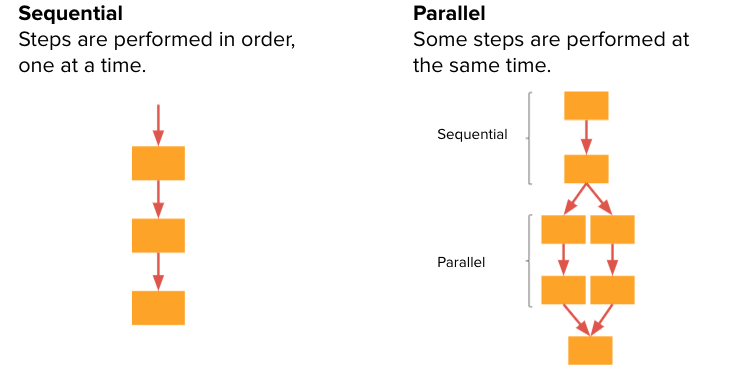 Sequential
Steps are performed in order,
one at a time.
Parallel
Some steps are performed at
the same time.
Sequential
Parallel